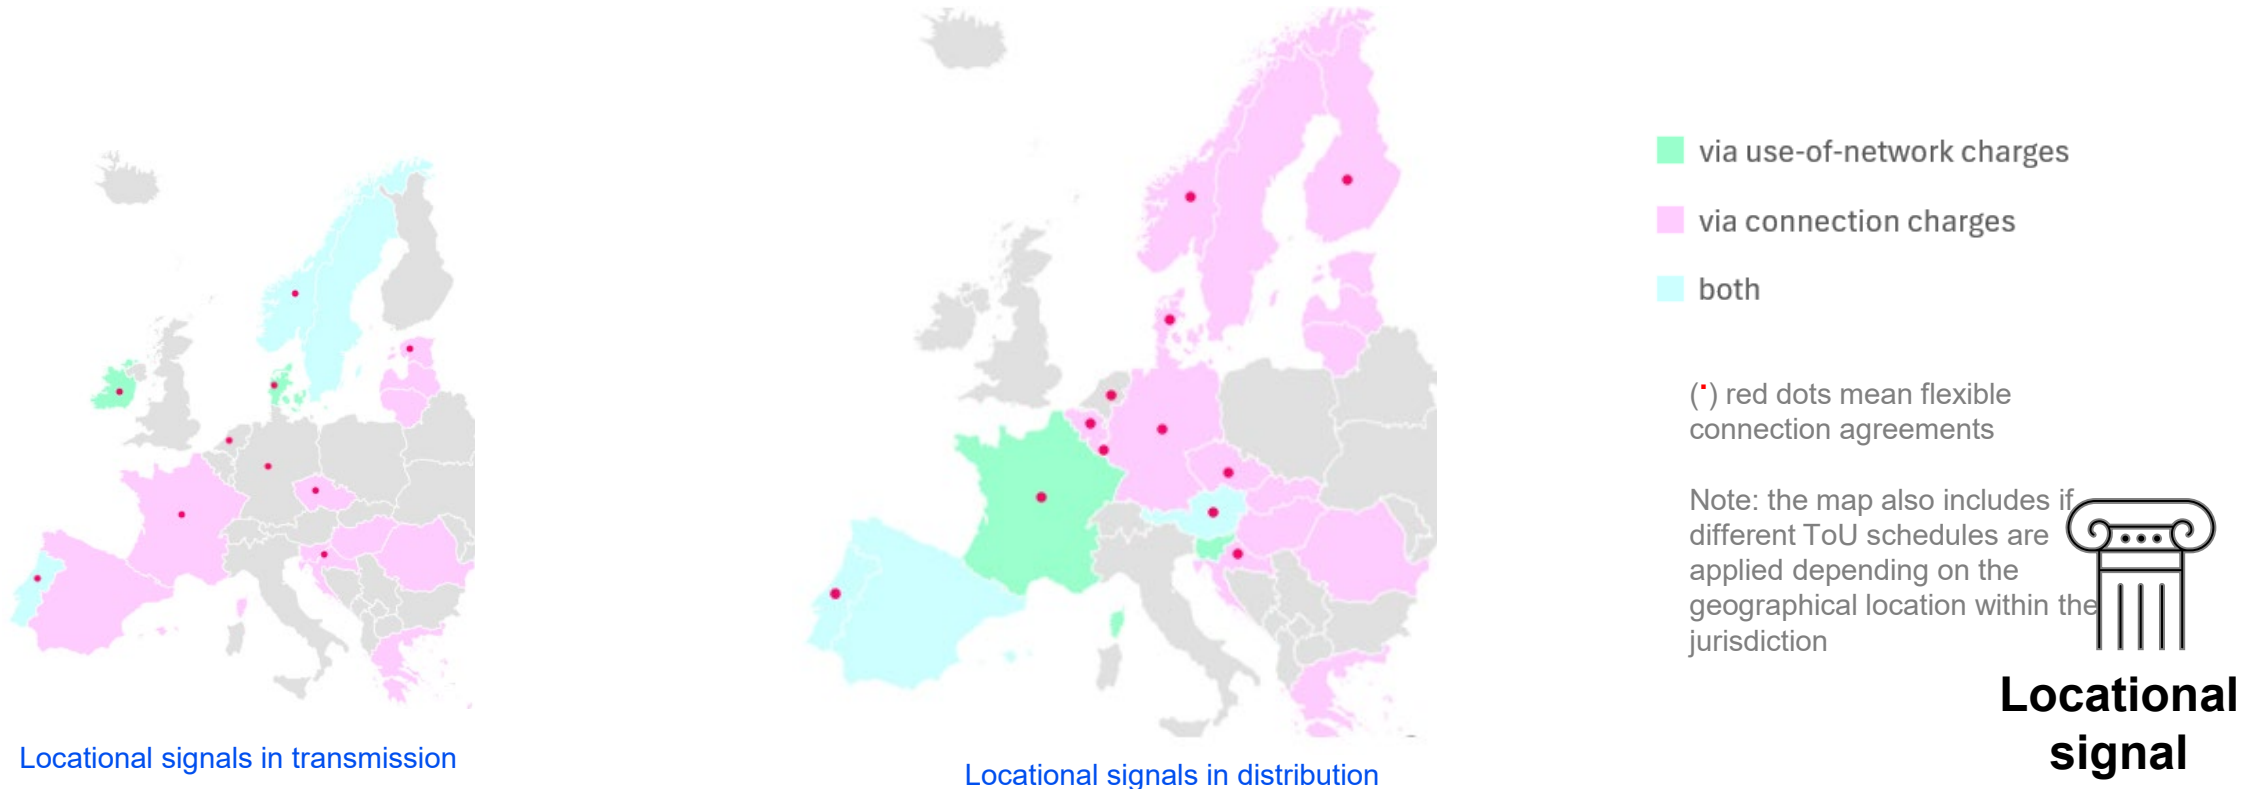 via use-of-network charges
via connection charges
both
(·) red dots mean flexible
connection agreements
Note: the map also includes if
different ToU schedules are
applied depending on the
geographical location within the
jurisdiction
Locational
signal
Locational signals in transmission
Locational signals in distribution